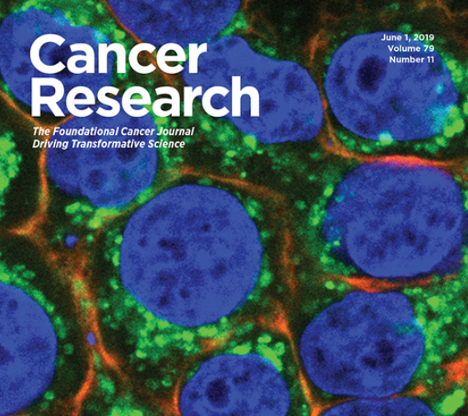 Cancer
Research
The Foundational Cancer Journal
Driving Transformative Science
June 1, 2019
Volume 79
Number 11